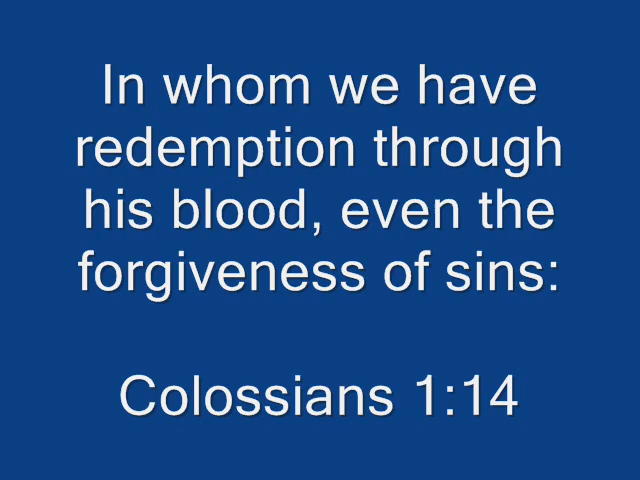 In whom we have
redemption through
his blood, even the
forgiveness of sins:
Colossians 1:14